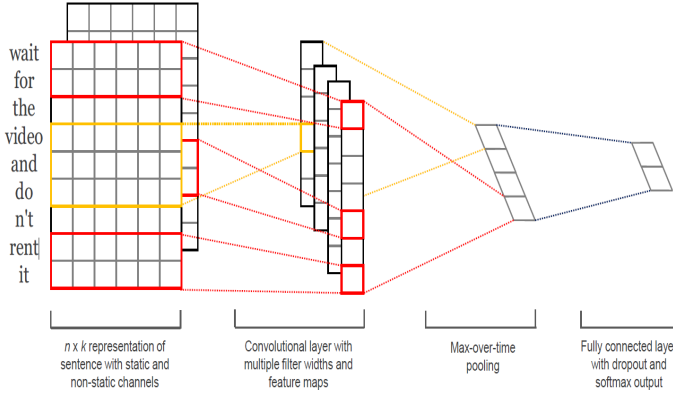 wait
for
the
video
and
do
n't
rent
it
n x k representation of
sentence with static and
non-static channels
Convolutional layer with
multiple filter widths and
feature maps
Max-over-time
pooling
Fully connected laye
with dropout and
softmax output